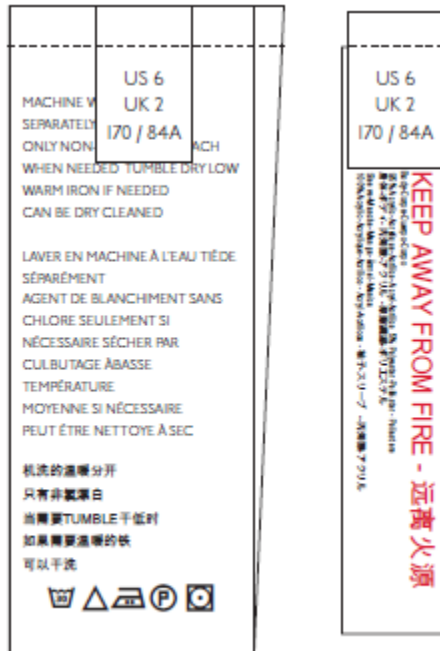 US 6
UK 2
170 / 84A
MACHINE W
SEPARATELY
ONLY NON- ACH
WHEN NEEDED TUMBLE DRY LOW
WARM IRON IF NEEDED
CAN BE DRY CLEANED
LAVER EN MACHINE À L'EAU TIÈDE
SÉPARÉMENT
AGENT DE BLANCHIMENT SANS
CHLORE SEULEMENT SI
NÉCESSAIRE SÉCHER PAR
CULBUTAGE ÀBASSE
TEMPÉRATURE
MOYENNE SI NÉCESSAIRE
PEUT ÉTRE NETTOYE À SEC
机洗的温暖分开
只有非氯漂白
当需要TUMBLE干低时
如果需要温暖的铁
可以干洗
P
US 6
UK 2
170 / 84A
KEEP AWAY FROM FIRE - 远离火源